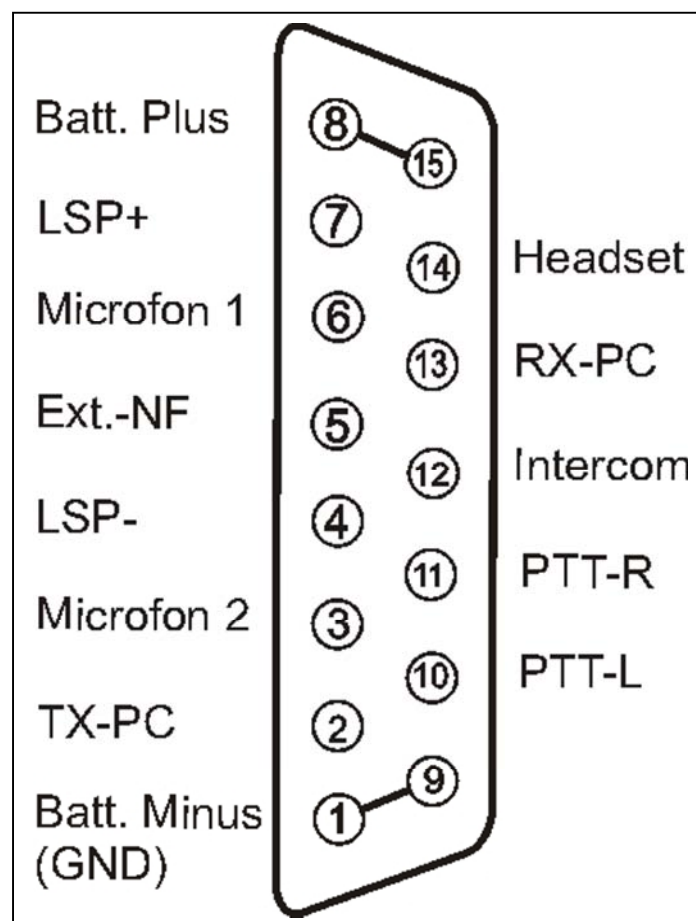 Batt. Plus
8
15
LSP+
7
14
Headset
Microfon 1
6
13
RX-PC
Ext.-NF
5
12
Intercom
LSP-
4
11
PTT-R
Microfon 2
3
10
PTT-L
TX-PC
2
9
Batt. Minus
(GND)
1